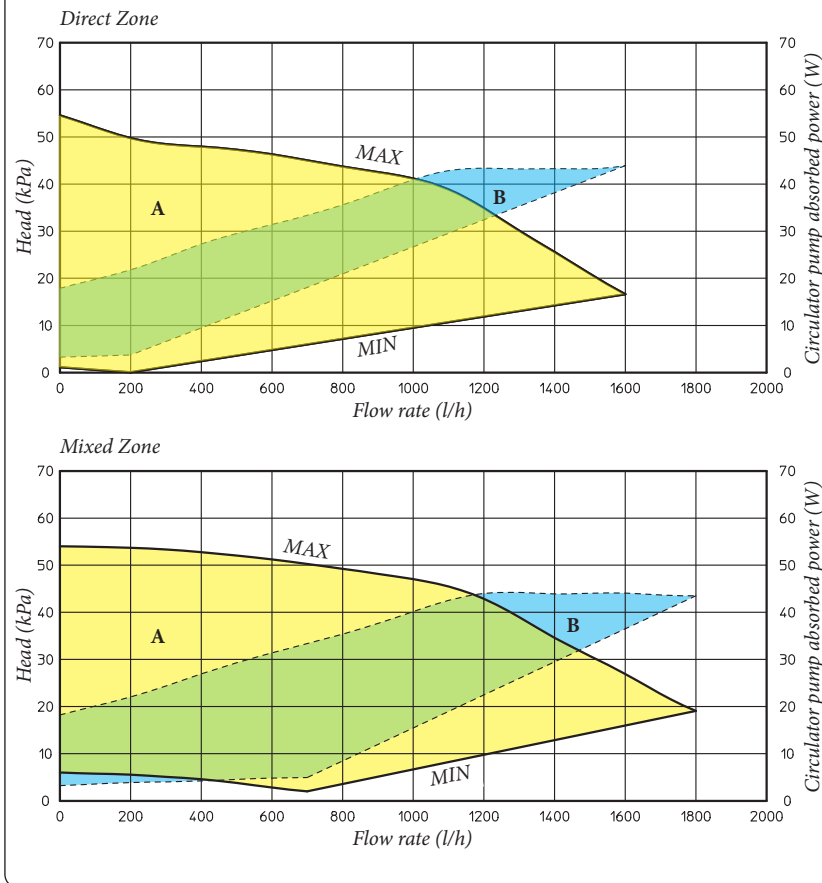 Direct Zone
70 70
60 60
50 50
40 40
30 30
20 20
10 10
0 0
0 200 400 600 800 1000 1200 1400 1600 1800 2000
Flow rate (l/h)
Head (kPa)
Circulator pump absorbed power (W)
MAX
A
B
MIN
Mixed Zone
70 70
60 60
50 50
40 40
30 30
20 20
10 10
0 0
0 200 400 600 800 1000 1200 1400 1600 1800 2000
Flow rate (l/h)
Head (kPa)
Circulator pump absorbed power (W)
MAX
A
B
MIN